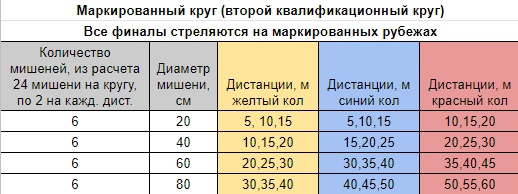 Маркированный круг (второй квалификационный круг)
Все финалы стреляются на маркированных рубежах
Количество мишеней, из расчета 24 мишени на кругу, по 2 на кажд. дист. Диаметр мишени, см Дистанции, м желтый кол Дистанции, м синий кол Дистанции, м красный кол
6 20 5, 10,15 5, 10,15 10,15,20
6 40 10,15,20 15,20,25 20,25,30
6 60 20,25,30 30,35,40 35,40,45
6 80 30,35,40 40,45,50 50,55,60